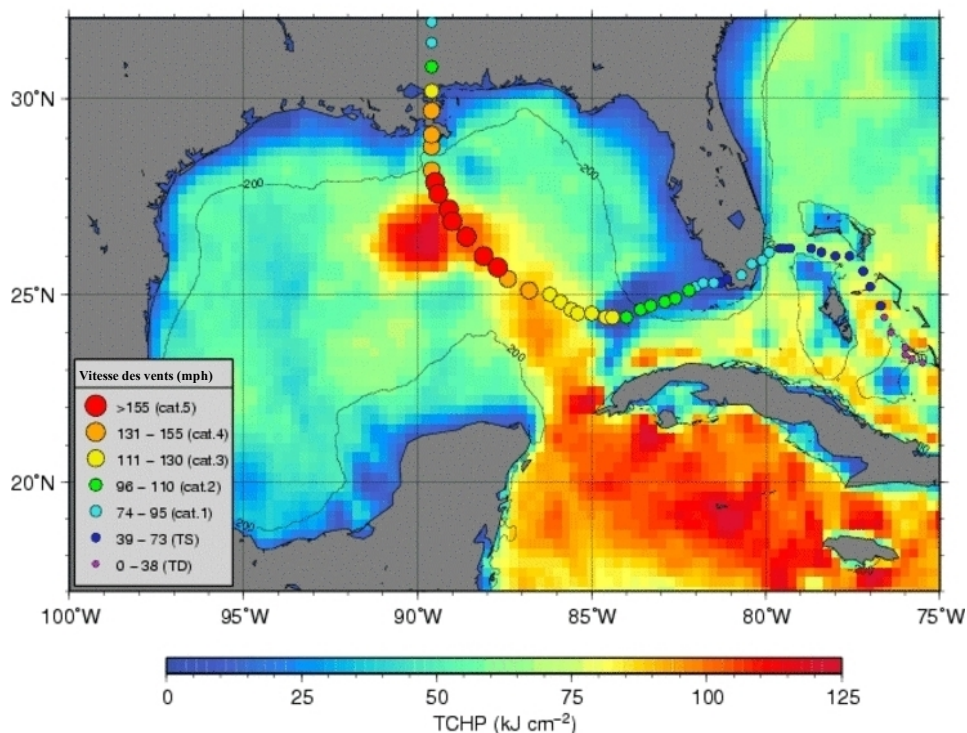 30°N
25°N
20°N
200
200
200
200
Vitesse des vents (mph)
>155 (cat.5)
131 – 155 (cat.4)
111 – 130 (cat.3)
96 – 110 (cat.2)
74 – 95 (cat.1)
39 – 73 (TS)
0 – 38 (TD)
100°W 95°W 90°W 85°W 80°W 75°W
0 25 50 75 100 125
TCHP (kJ cm⁻²)